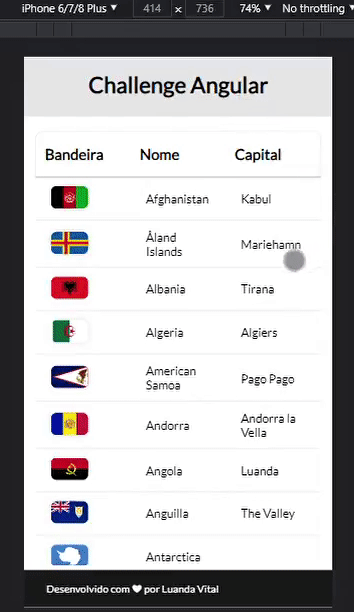 iPhone 6/7/8 Plus ▼ 414 x 736 74% ▼ No throttling ▼
Challenge Angular
Bandeira Nome Capital
Afghanistan Kabul
Åland Islands Mariehamn
Albania Tirana
Algeria Algiers
American Samoa Pago Pago
Andorra Andorra la Vella
Angola Luanda
Anguilla The Valley
Antarctica
Desenvolvido com ❤ por Luanda Vital